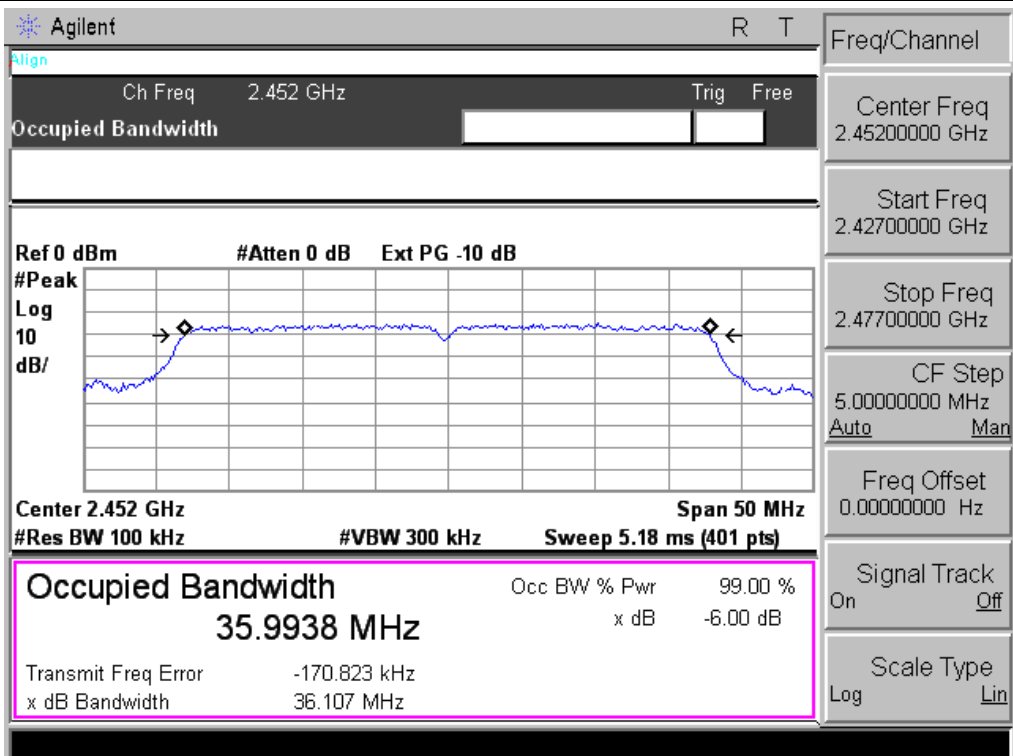 Agilent R T
Align
Ch Freq 2.452 GHz Trig Free
Occupied Bandwidth
Ref 0 dBm #Atten 0 dB Ext PG -10 dB
#Peak
Log
10
dB/
Center 2.452 GHz Span 50 MHz
#Res BW 100 kHz #VBW 300 kHz Sweep 5.18 ms (401 pts)
Occupied Bandwidth Occ BW % Pwr 99.00 %
35.9938 MHz x dB -6.00 dB
Transmit Freq Error -170.823 kHz
x dB Bandwidth 36.107 MHz
Freq/Channel
Center Freq
2.45200000 GHz
Start Freq
2.42700000 GHz
Stop Freq
2.47700000 GHz
CF Step
5.00000000 MHz
Auto Man
Freq Offset
0.00000000 Hz
Signal Track
On Off
Scale Type
Log Lin